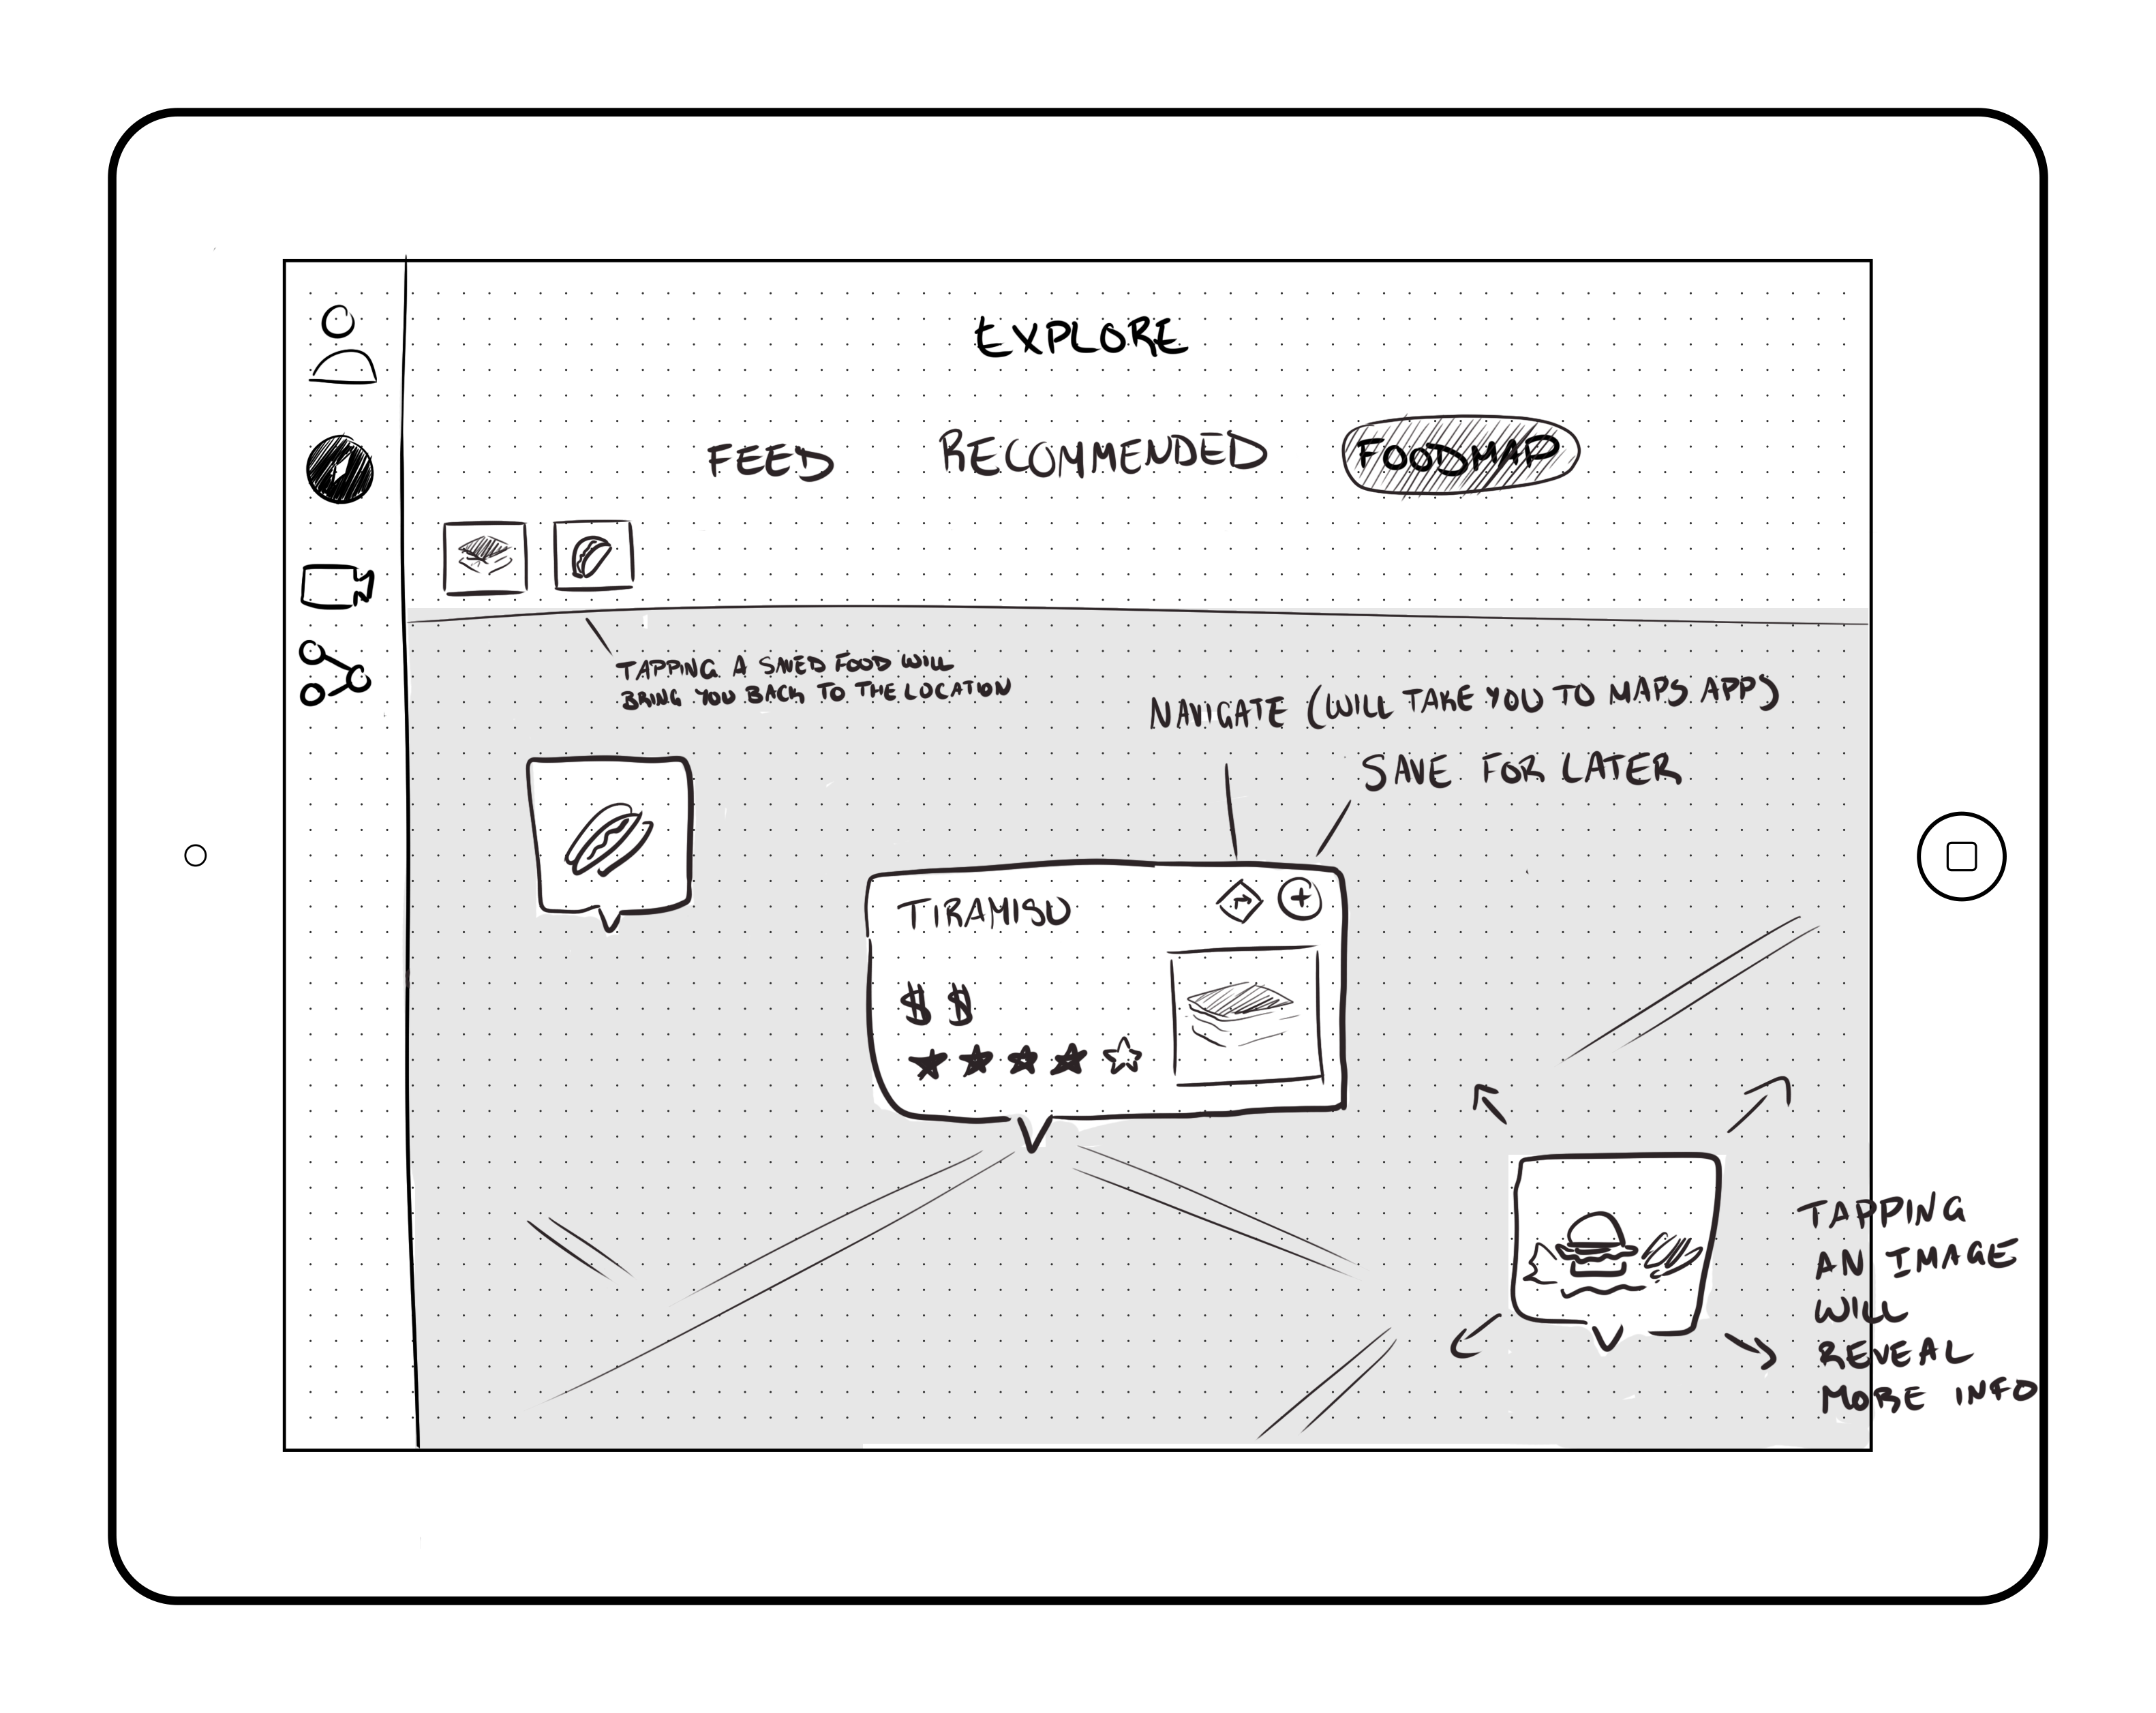 EXPLORE
FEED RECOMMENDED FOODMAP
TAPPING A SAVED FOOD WILL
BRING YOU BACK TO THE LOCATION
NAVIGATE (WILL TAKE YOU TO MAPS APP)
SAVE FOR LATER
TIRAMISU
$ $
TAPPING
AN IMAGE
WILL
REVEAL
MORE INFO